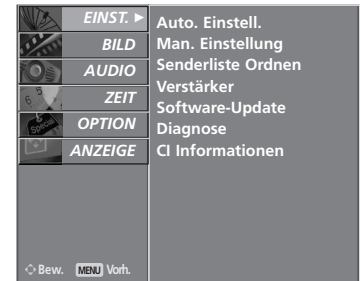 EINST. ►
BILD
AUDIO
ZEIT
OPTION
ANZEIGE
Bew. MENU Vorh.
Auto. Einstell.
Man. Einstellung
Senderliste Ordnen
Verstärker
Software-Update
Diagnose
CI Informationen